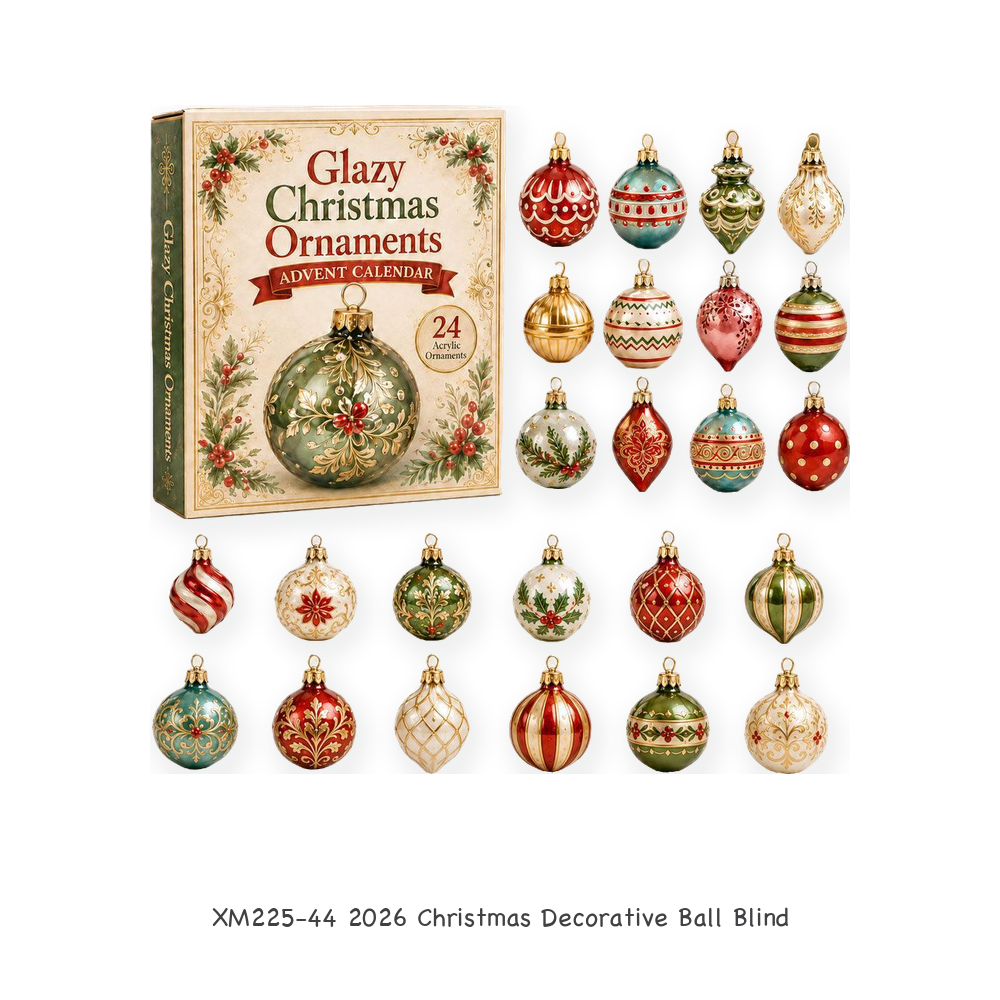 Glazy
Christmas
Ornaments
ADVENT CALENDAR
24
Acrylic
Ornaments
Glazy Christmas Ornaments
XM225-44 2026 Christmas Decorative Ball Blind